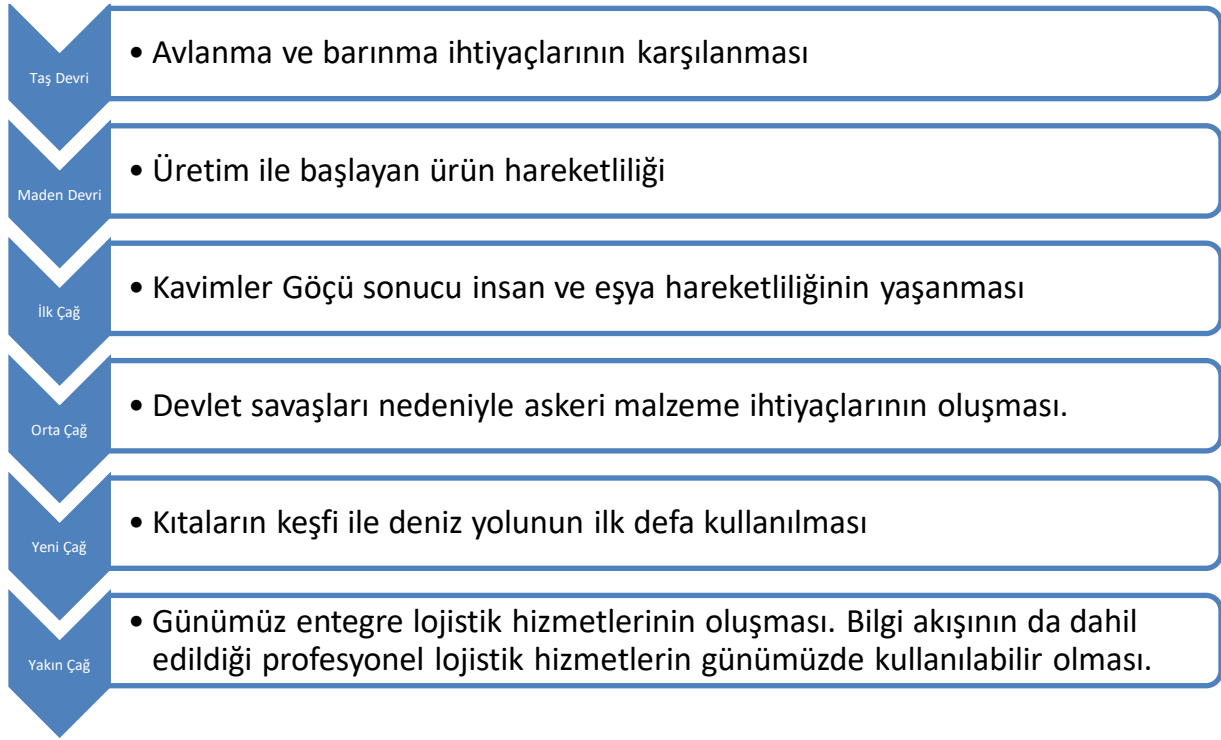 Taş Devri
• Avlanma ve barınma ihtiyaçlarının karşılanması
Maden Devri
• Üretim ile başlayan ürün hareketliliği
İlk Çağ
• Kavimler Göçü sonucu insan ve eşya hareketliliğinin yaşanması
Orta Çağ
• Devlet savaşları nedeniyle askeri malzeme ihtiyaçlarının oluşması.
Yeni Çağ
• Kıtaların keşfi ile deniz yolunun ilk defa kullanılması
Yakın Çağ
• Günümüz entegre lojistik hizmetlerinin oluşması. Bilgi akışının da dahil
edildiği profesyonel lojistik hizmetlerin günümüzde kullanılabilir olması.